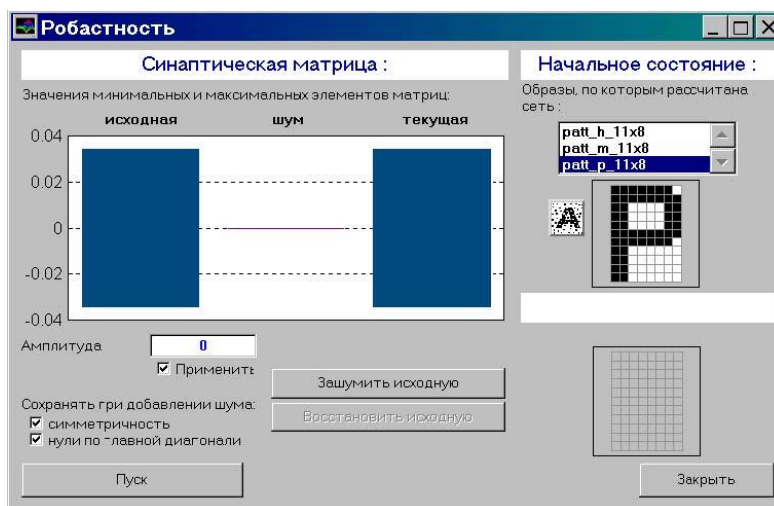 Робастность
Синаптическая матрица :
Значения минимальных и максимальных элементов матриц:
исходная шум текущая
0.04
0.02
0
-0.02
-0.04
Амплитуда 0
Применить
Сохранять при добавлении шума:
симметричность
нули по главной диагонали
Зашумить исходную
Восстановить исходную
Пуск
Начальное состояние :
Образы, по которым рассчитана
сеть :
patt_h_11x8
patt_m_11x8
patt_p_11x8
A
Закрыть